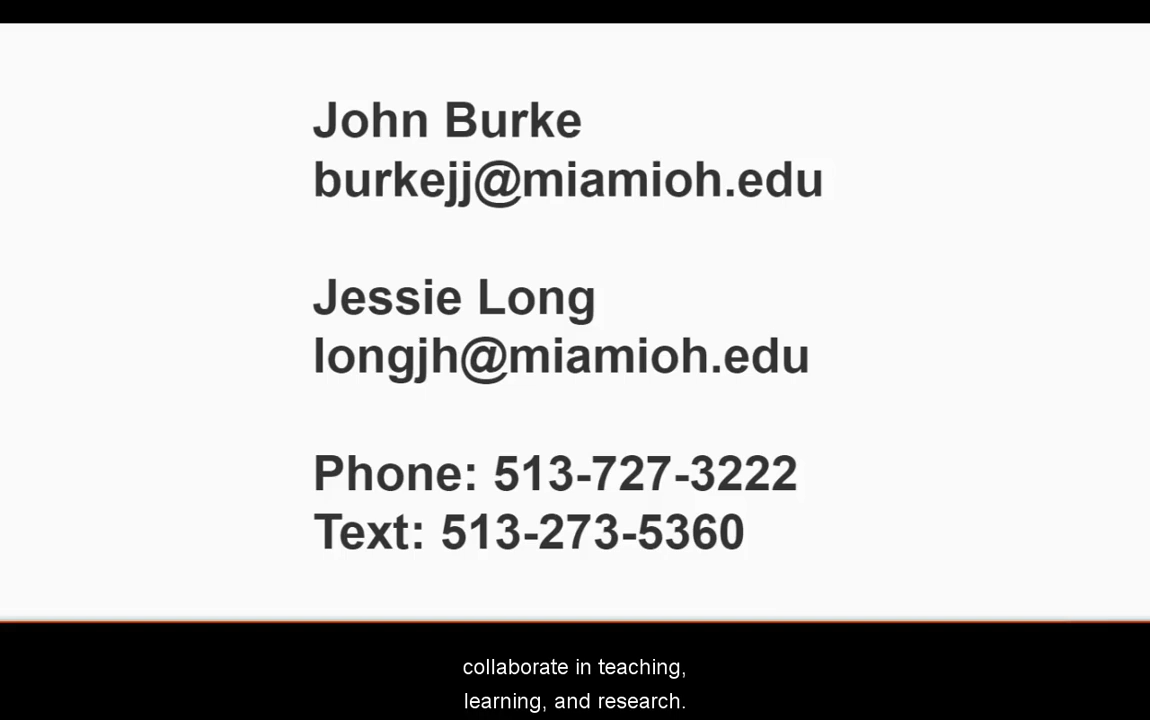 John Burke
burkejj@miamioh.edu
Jessie Long
longjh@miamioh.edu
Phone: 513-727-3222
Text: 513-273-5360
collaborate in teaching,
learning, and research.